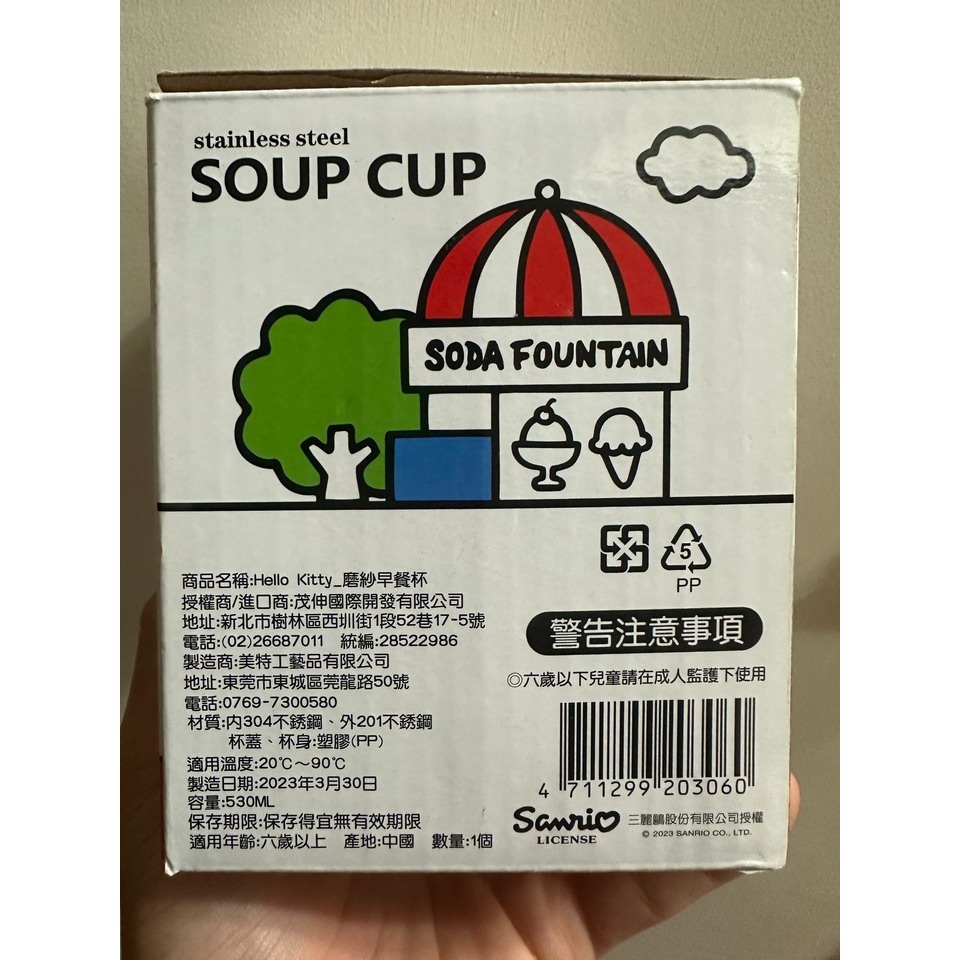 stainless steel
SOUP CUP
SODA FOUNTAIN
5
PP
商品名稱:Hello Kitty_磨紗早餐杯
授權商/進口商:茂伸國際開發有限公司
地址:新北市樹林區西圳街1段52巷17-5號
電話:(02)26687011 統編:28522986
製造商:美特工藝品有限公司
地址:東莞市東城區莞龍路50號
電話:0769-7300580
材質:內304不銹鋼、外201不銹鋼
杯蓋、杯身:塑膠(PP)
適用溫度:20℃～90℃
製造日期:2023年3月30日
容量:530ML
保存期限:保存得宜無有效期限
適用年齡:六歲以上 產地:中國 數量:1個
警告注意事項
◎六歲以下兒童請在成人監護下使用
4 711299 203060
Sanrio
LICENSE
三麗鷗股份有限公司授權
© 2023 SANRIO CO., LTD.